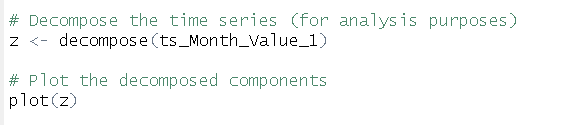 # Decompose the time series (for analysis purposes)
z <- decompose(ts_Month_Value_1)
# Plot the decomposed components
plot(z)